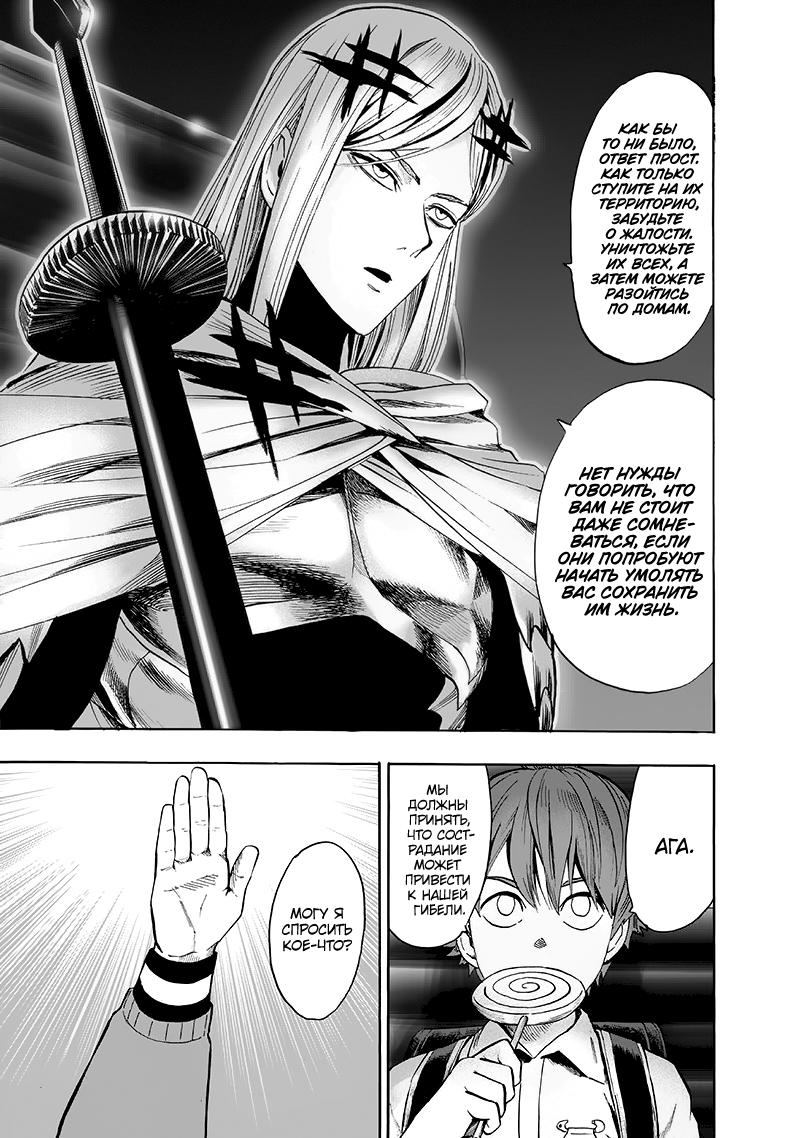 КАК БЫ
ТО НИ БЫЛО,
ОТВЕТ ПРОСТ.
КАК ТОЛЬКО
СТУПИТЕ НА ИХ
ТЕРРИТОРИЮ,
ЗАБУДЬТЕ
О ЖАЛОСТИ.
УНИЧТОЖЬТЕ
ИХ ВСЕХ, А
ЗАТЕМ МОЖЕТЕ
РАЗОЙТИСЬ
ПО ДОМАМ.
НЕТ НУЖДЫ
ГОВОРИТЬ, ЧТО
ВАМ НЕ СТОИТ
ДАЖЕ СОМНЕ-
ВАТЬСЯ, ЕСЛИ
ОНИ ПОПРОБУЮТ
НАЧАТЬ УМОЛЯТЬ
ВАС СОХРАНИТЬ
ИМ ЖИЗНЬ.
АГА.
МЫ
ДОЛЖНЫ
ПРИНЯТЬ,
ЧТО СОСТ-
РАДАНИЕ
МОЖЕТ
ПРИВЕСТИ
К НАШЕЙ
ГИБЕЛИ.
МОГУ Я
СПРОСИТЬ
КОЕ-ЧТО?